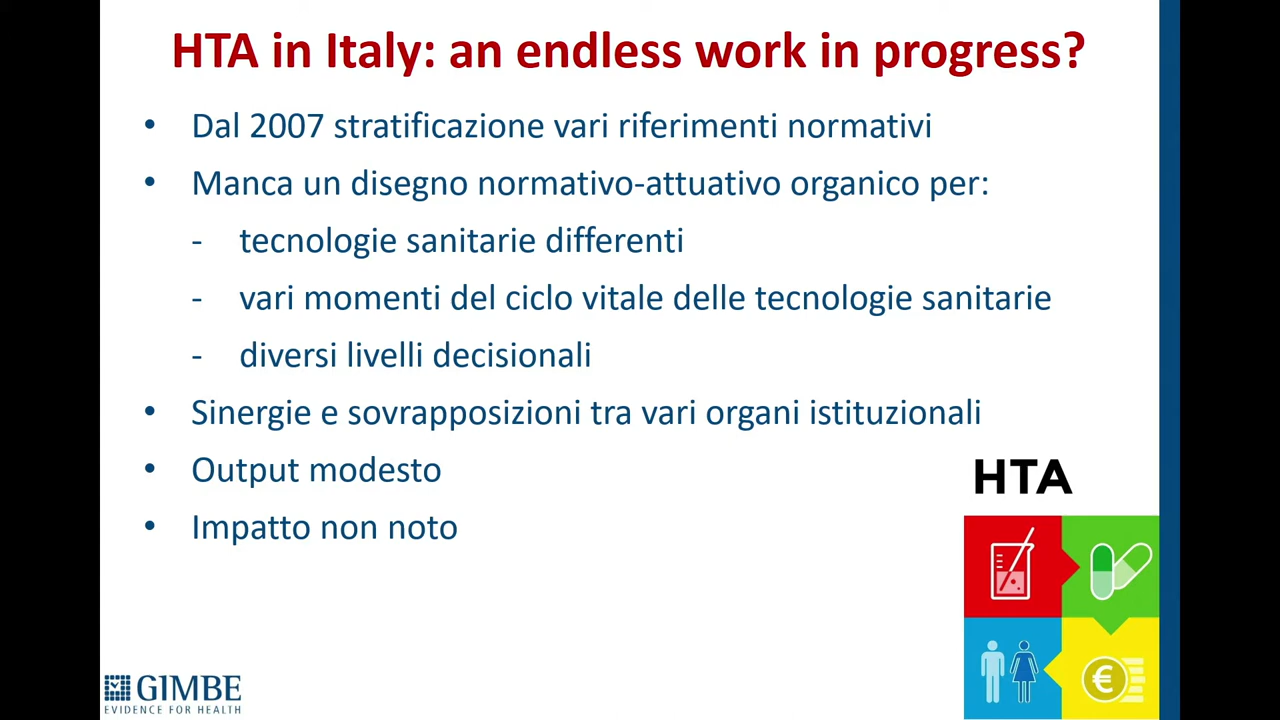 HTA in Italy: an endless work in progress?
• Dal 2007 stratificazione vari riferimenti normativi
• Manca un disegno normativo-attuativo organico per:
- tecnologie sanitarie differenti
- vari momenti del ciclo vitale delle tecnologie sanitarie
- diversi livelli decisionali
• Sinergie e sovrapposizioni tra vari organi istituzionali
• Output modesto
• Impatto non noto
HTA
€
GIMBE
EVIDENCE FOR HEALTH